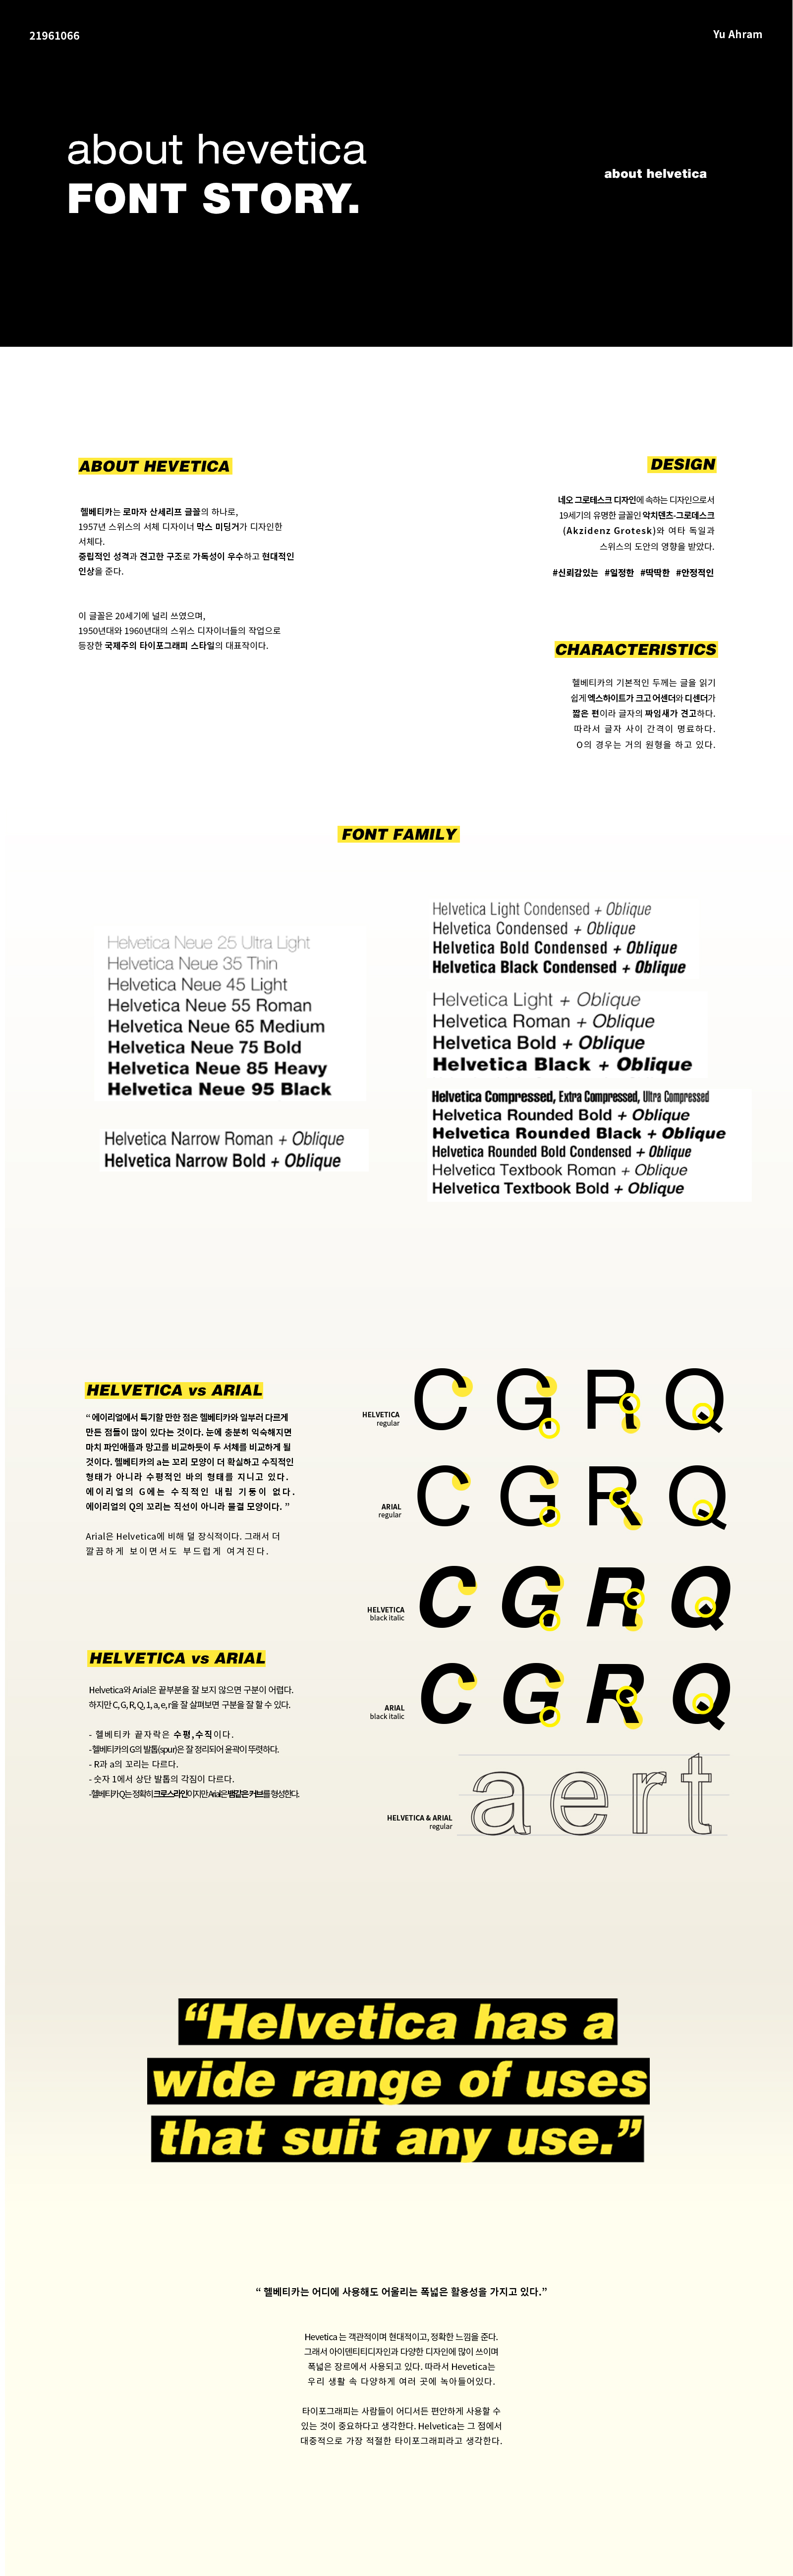 21961066
Yu Ahram
about hevetica
FONT STORY.
about helvetica
ABOUT HEVETICA
헬베티카는 로마자 산세리프 글꼴의 하나로,
1957년 스위스의 서체 디자이너 막스 미딩거가 디자인한
서체다.
중립적인 성격과 견고한 구조로 가독성이 우수하고 현대적인
인상을 준다.
이 글꼴은 20세기에 널리 쓰였으며,
1950년대와 1960년대의 스위스 디자이너들의 작업으로
등장한 국제주의 타이포그래피 스타일의 대표작이다.
DESIGN
네오 그로테스크 디자인에 속하는 디자인으로서
19세기의 유명한 글꼴인 악치덴츠-그로데스크
(Akzidenz Grotesk)와 여타 독일과
스위스의 도안의 영향을 받았다.
#신뢰감있는 #일정한 #딱딱한 #안정적인
CHARACTERISTICS
헬베티카의 기본적인 두께는 글을 읽기
쉽게 엑스하이트가 크고 어센더와 디센더가
짧은 편이라 글자의 짜임새가 견고하다.
따라서 글자 사이 간격이 명료하다.
O의 경우는 거의 원형을 하고 있다.
FONT FAMILY
Helvetica Neue 25 Ultra Light
Helvetica Neue 35 Thin
Helvetica Neue 45 Light
Helvetica Neue 55 Roman
Helvetica Neue 65 Medium
Helvetica Neue 75 Bold
Helvetica Neue 85 Heavy
Helvetica Neue 95 Black
Helvetica Narrow Roman + Oblique
Helvetica Narrow Bold + Oblique
Helvetica Light Condensed + Oblique
Helvetica Condensed + Oblique
Helvetica Bold Condensed + Oblique
Helvetica Black Condensed + Oblique
Helvetica Light + Oblique
Helvetica Roman + Oblique
Helvetica Bold + Oblique
Helvetica Black + Oblique
Helvetica Compressed, Extra Compressed, Ultra Compressed
Helvetica Rounded Bold + Oblique
Helvetica Rounded Black + Oblique
Helvetica Rounded Bold Condensed + Oblique
Helvetica Textbook Roman + Oblique
Helvetica Textbook Bold + Oblique
HELVETICA vs ARIAL
“ 에이리얼에서 특기할 만한 점은 헬베티카와 일부러 다르게
만든 점들이 많이 있다는 것이다. 눈에 충분히 익숙해지면
마치 파인애플과 망고를 비교하듯이 두 서체를 비교하게 될
것이다. 헬베티카의 a는 꼬리 모양이 더 확실하고 수직적인
형태가 아니라 수평적인 바의 형태를 지니고 있다.
에이리얼의 G에는 수직적인 내림 기둥이 없다.
에이리얼의 Q의 꼬리는 직선이 아니라 물결 모양이다. ”
Arial은 Helvetica에 비해 덜 장식적이다. 그래서 더
깔끔하게 보이면서도 부드럽게 여겨진다.
HELVETICA vs ARIAL
Helvetica와 Arial은 끝부분을 잘 보지 않으면 구분이 어렵다.
하지만 C, G, R, Q, 1, a, e, r을 잘 살펴보면 구분을 잘 할 수 있다.
- 헬베티카 끝자락은 수평,수직이다.
-헬베티카의 G의 발톱(spur)은 잘 정리되어 윤곽이 뚜렷하다.
- R과 a의 꼬리는 다르다.
- 숫자 1에서 상단 발톱의 각짐이 다르다.
-헬베티카Q는 정확히 크로스라인이지만 Arial은 뱀같은 커브를 형성한다.
HELVETICA
regular
C G R Q
ARIAL
regular
C G R Q
HELVETICA
black italic
C G R Q
ARIAL
black italic
C G R Q
HELVETICA & ARIAL
regular
a e r t
“Helvetica has a
wide range of uses
that suit any use.”
“ 헬베티카는 어디에 사용해도 어울리는 폭넓은 활용성을 가지고 있다.”
Hevetica 는 객관적이며 현대적이고, 정확한 느낌을 준다.
그래서 아이덴티티디자인과 다양한 디자인에 많이 쓰이며
폭넓은 장르에서 사용되고 있다. 따라서 Hevetica는
우리 생활 속 다양하게 여러 곳에 녹아들어있다.
타이포그래피는 사람들이 어디서든 편안하게 사용할 수
있는 것이 중요하다고 생각한다. Helvetica는 그 점에서
대중적으로 가장 적절한 타이포그래피라고 생각한다.